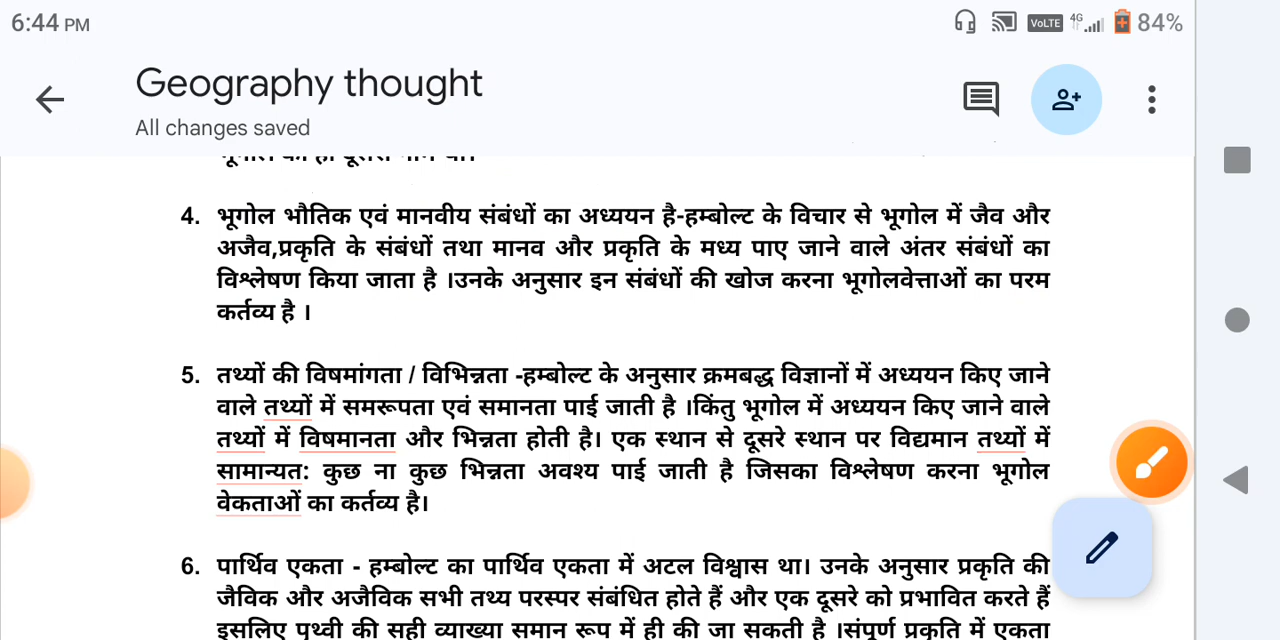 6:44 PM
VoLTE 4G 84%
Geography thought
All changes saved
4. भूगोल भौतिक एवं मानवीय संबंधों का अध्ययन है-हम्बोल्ट के विचार से भूगोल में जैव और
अजैव,प्रकृति के संबंधों तथा मानव और प्रकृति के मध्य पाए जाने वाले अंतर संबंधों का
विश्लेषण किया जाता है ।उनके अनुसार इन संबंधों की खोज करना भूगोलवेत्ताओं का परम
कर्तव्य है ।
5. तथ्यों की विषमांगता / विभिन्नता -हम्बोल्ट के अनुसार क्रमबद्ध विज्ञानों में अध्ययन किए जाने
वाले तथ्यों में समरूपता एवं समानता पाई जाती है ।किंतु भूगोल में अध्ययन किए जाने वाले
तथ्यों में विषमानता और भिन्नता होती है। एक स्थान से दूसरे स्थान पर विद्यमान तथ्यों में
सामान्यत: कुछ ना कुछ भिन्नता अवश्य पाई जाती है जिसका विश्लेषण करना भूगोल
वेकताओं का कर्तव्य है।
6. पार्थिव एकता - हम्बोल्ट का पार्थिव एकता में अटल विश्वास था। उनके अनुसार प्रकृति की
जैविक और अजैविक सभी तथ्य परस्पर संबंधित होते हैं और एक दूसरे को प्रभावित करते हैं
इसलिए पृथ्वी की सही व्याख्या समान रूप में ही की जा सकती है ।संपूर्ण प्रकृति में एकता